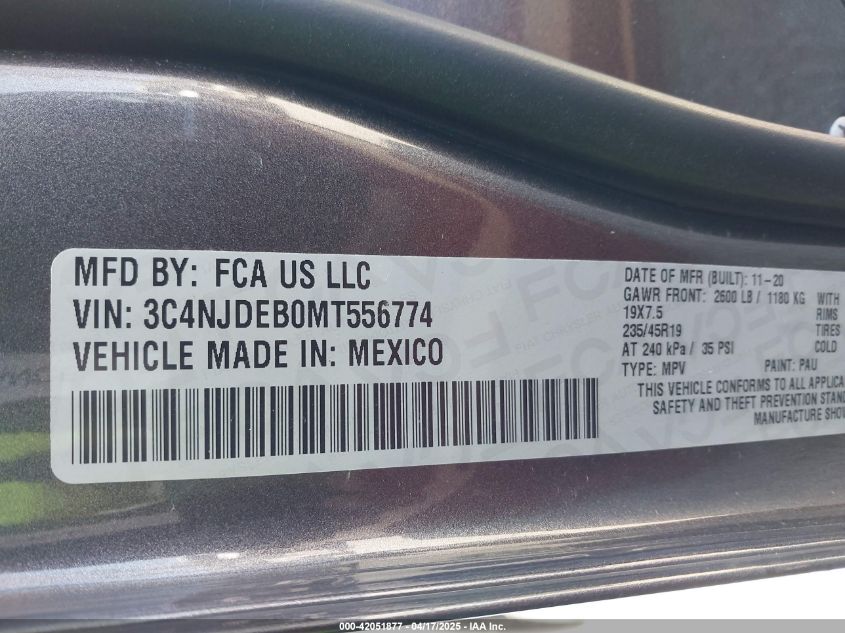 MFD BY: FCA US LLC
VIN: 3C4NJDEB0MT556774
VEHICLE MADE IN: MEXICO
DATE OF MFR (BUILT): 11-20
GAWR FRONT: 2600 LB / 1180 KG WITH
19X7.5 RIMS
235/45R19 TIRES
AT 240 kPa / 35 PSI COLD
TYPE: MPV PAINT: PAU
THIS VEHICLE CONFORMS TO ALL APPLICA
SAFETY AND THEFT PREVENTION STAND
MANUFACTURE SHOW
000-42051877 - 04/17/2025 - IAA Inc.